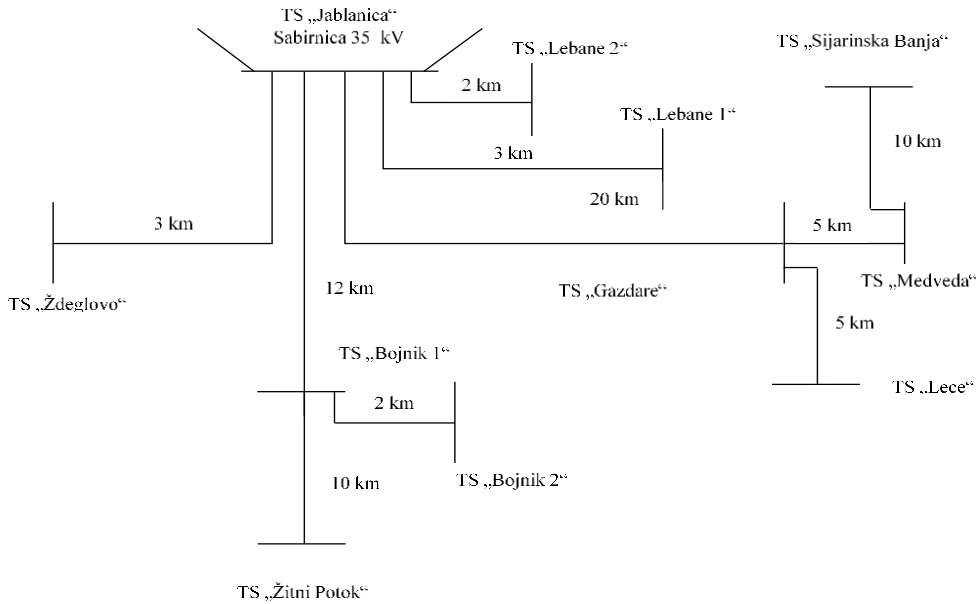 TS „Jablanica“
Sabirnica 35 kV
TS „Lebane 2“
TS „Sijarinska Banja“
2 km
TS „Lebane 1“
10 km
3 km
20 km
3 km
5 km
TS „Medveda“
12 km
TS „Gazdare“
TS „Ždeglovo“
5 km
TS „Bojnik 1“
TS „Lece“
2 km
10 km
TS „Bojnik 2“
TS „Žitni Potok“